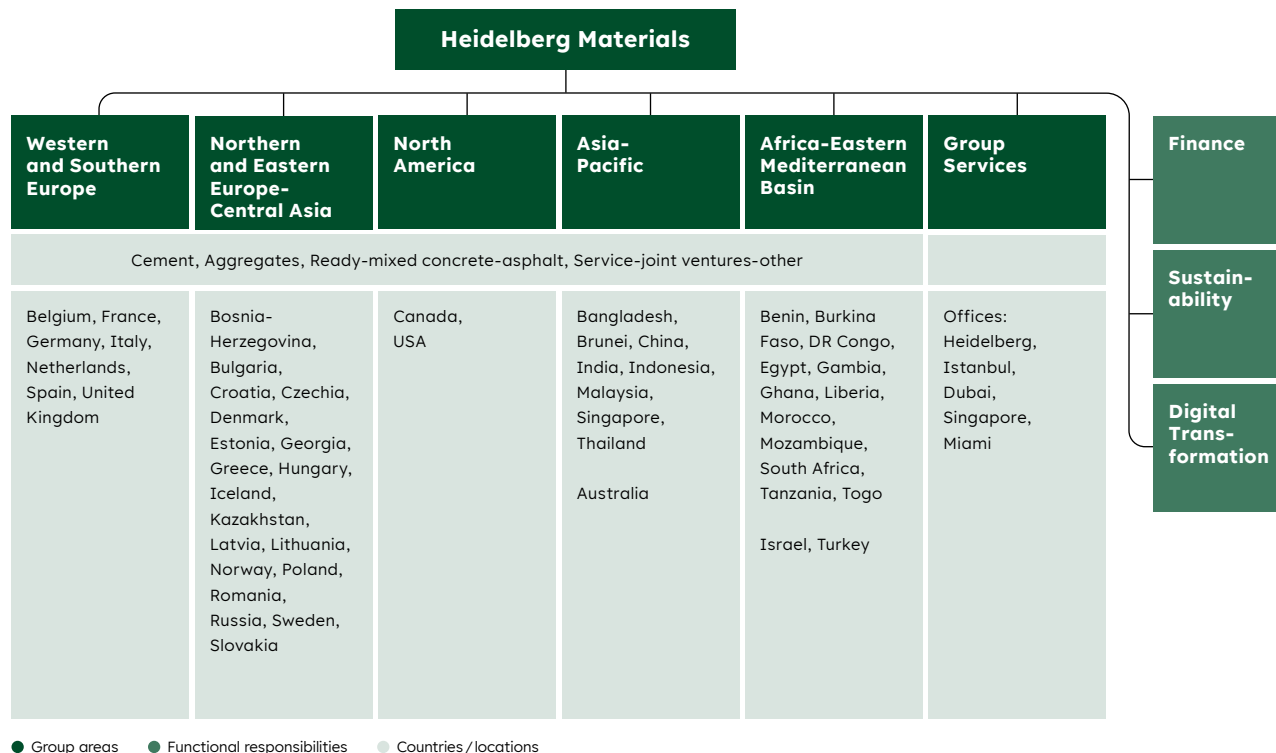 Heidelberg Materials
Western
and Southern
Europe
Northern
and Eastern
Europe-
Central Asia
North
America
Asia-
Pacific
Africa-Eastern
Mediterranean
Basin
Group
Services
Finance
Sustain-
ability
Digital
Trans-
formation
Cement, Aggregates, Ready-mixed concrete-asphalt, Service-joint ventures-other
Belgium, France,
Germany, Italy,
Netherlands,
Spain, United
Kingdom
Bosnia-
Herzegovina,
Bulgaria,
Croatia, Czechia,
Denmark,
Estonia, Georgia,
Greece, Hungary,
Iceland,
Kazakhstan,
Latvia, Lithuania,
Norway, Poland,
Romania,
Russia, Sweden,
Slovakia
Canada,
USA
Bangladesh,
Brunei, China,
India, Indonesia,
Malaysia,
Singapore,
Thailand
Australia
Benin, Burkina
Faso, DR Congo,
Egypt, Gambia,
Ghana, Liberia,
Morocco,
Mozambique,
South Africa,
Tanzania, Togo
Israel, Turkey
Offices:
Heidelberg,
Istanbul,
Dubai,
Singapore,
Miami
Group areas
Functional responsibilities
Countries/locations